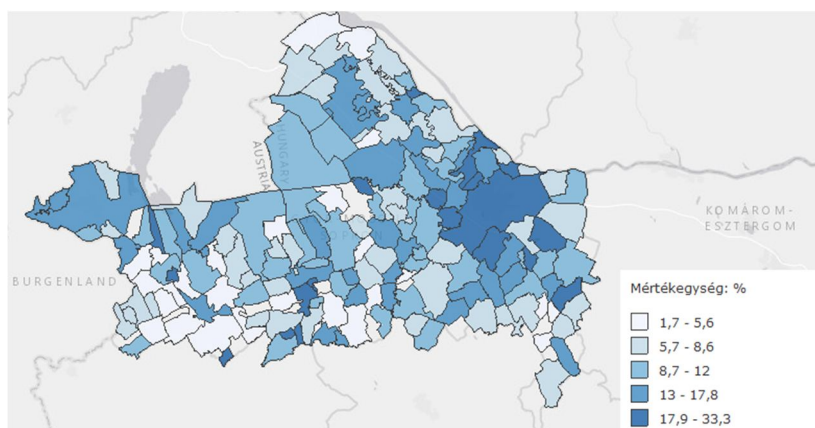 AUSTRIA
HUNGARY
KOMÁROM-
ESZTERGOM
BURGENLAND
Mértékegység: %
1,7 - 5,6
5,7 - 8,6
8,7 - 12
13 - 17,8
17,9 - 33,3